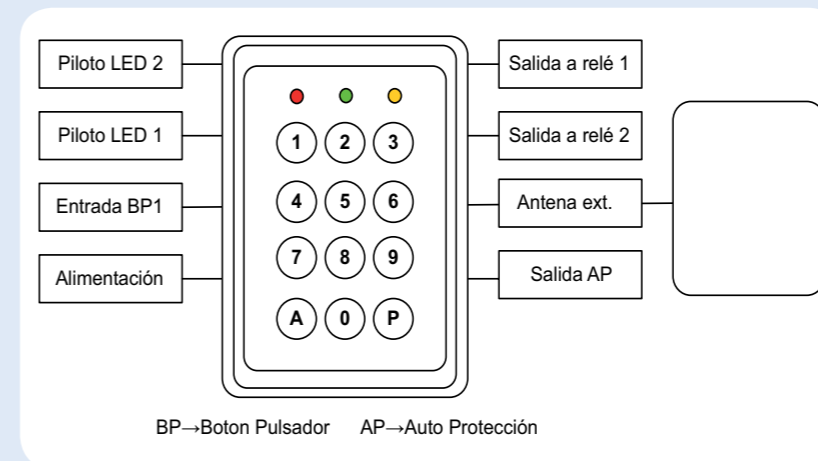 Piloto LED 2
Piloto LED 1
Entrada BP1
Alimentación
1 2 3
4 5 6
7 8 9
A 0 P
Salida a relé 1
Salida a relé 2
Antena ext.
Salida AP
BP→Boton Pulsador AP→Auto Protección